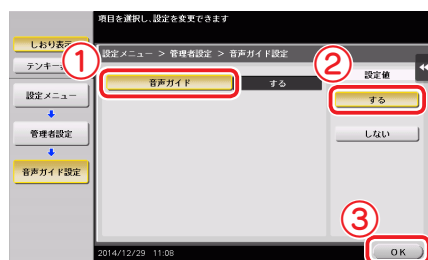 項目を選択し、設定を変更できます
しおり表示
テンキー
設定メニュー > 管理者設定 > 音声ガイド設定
①
②
設定値
音声ガイド
する
する
設定メニュー
しない
管理者設定
音声ガイド設定
③
2014/12/29 11:08
OK